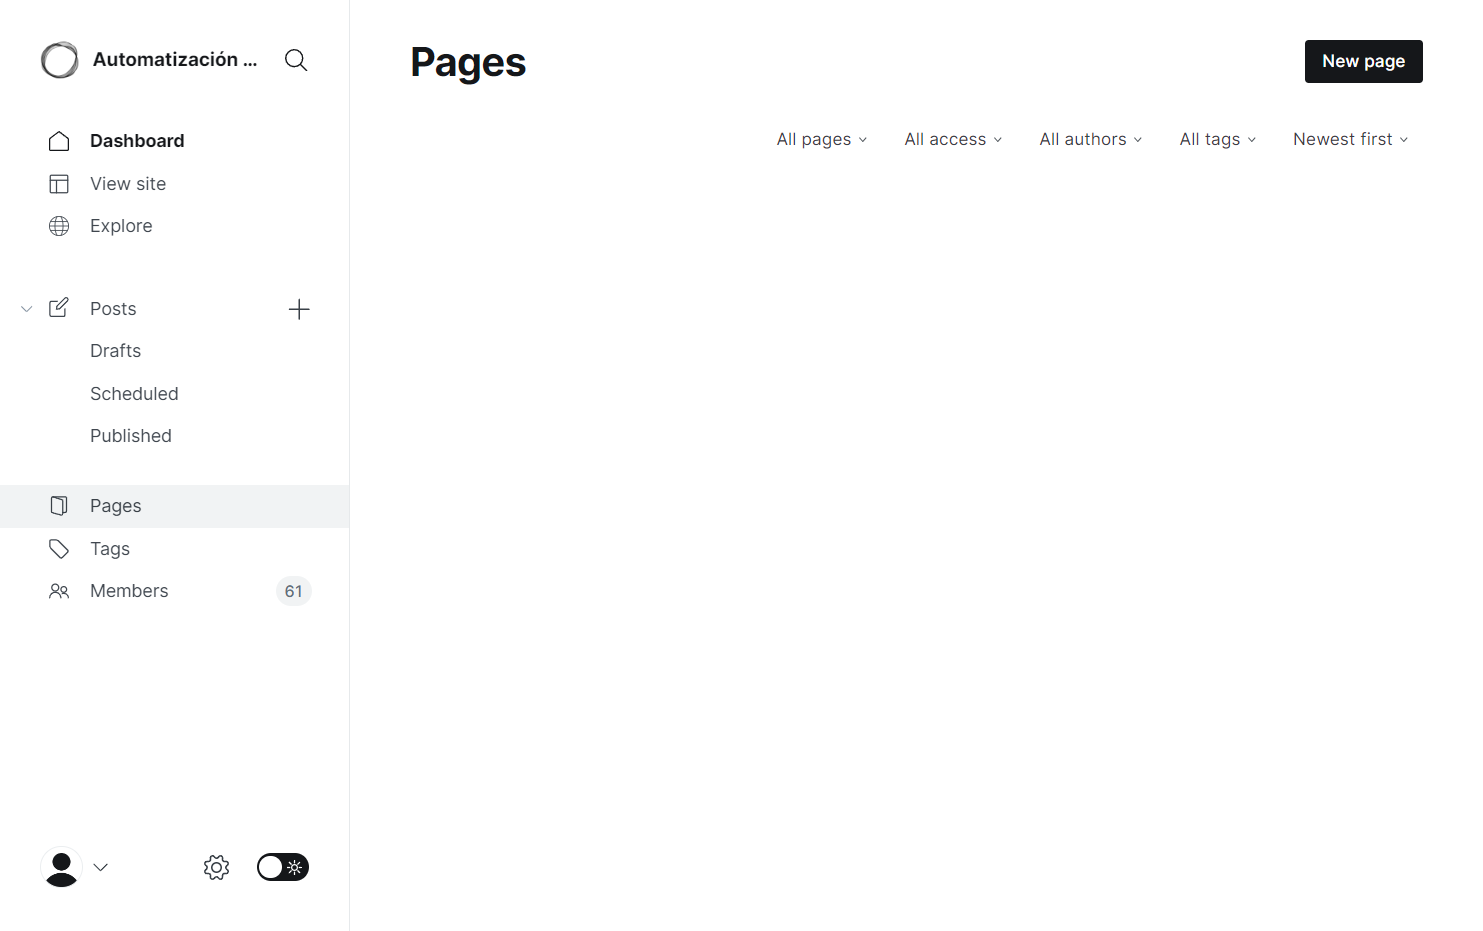 Automatización ...
Dashboard
View site
Explore
Posts
Drafts
Scheduled
Published
Pages
Tags
Members 61
Pages
New page
All pages All access All authors All tags Newest first